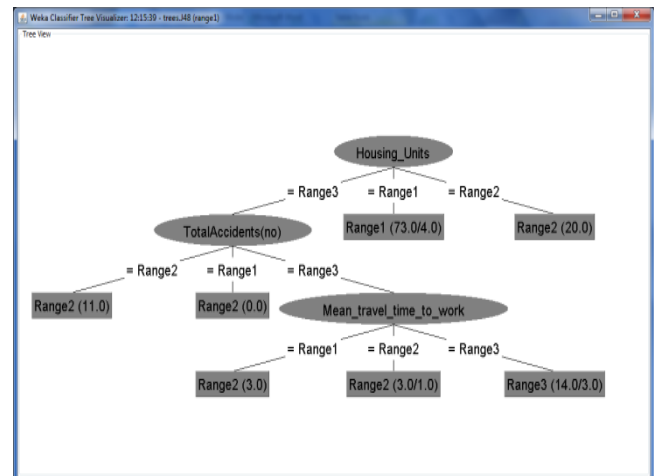 Weka Classifier Tree Visualizer: 12:15:39 - trees.J48 (range1)
Tree View
Housing_Units
= Range3 = Range1 = Range2
TotalAccidents(no) Range1 (73.0/4.0) Range2 (20.0)
= Range2 = Range1 = Range3
Range2 (11.0) Range2 (0.0) Mean_travel_time_to_work
= Range1 = Range2 = Range3
Range2 (3.0) Range2 (3.0/1.0) Range3 (14.0/3.0)